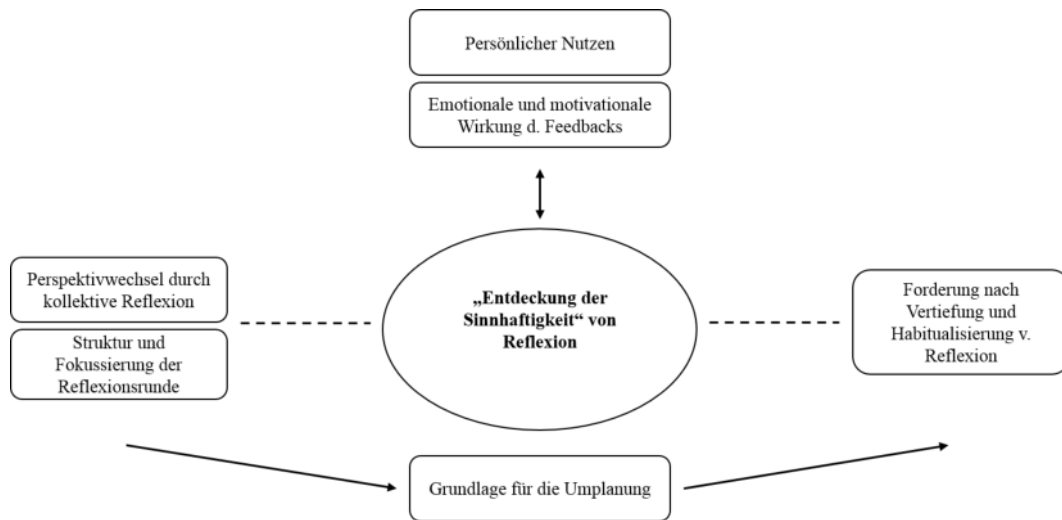 Persönlicher Nutzen
Emotionale und motivationale
Wirkung d. Feedbacks
Perspektivwechsel durch
kollektive Reflexion
Struktur und
Fokussierung der
Reflexionsrunde
„Entdeckung der
Sinnhaftigkeit“ von
Reflexion
Forderung nach
Vertiefung und
Habitualisierung v.
Reflexion
Grundlage für die Umplanung